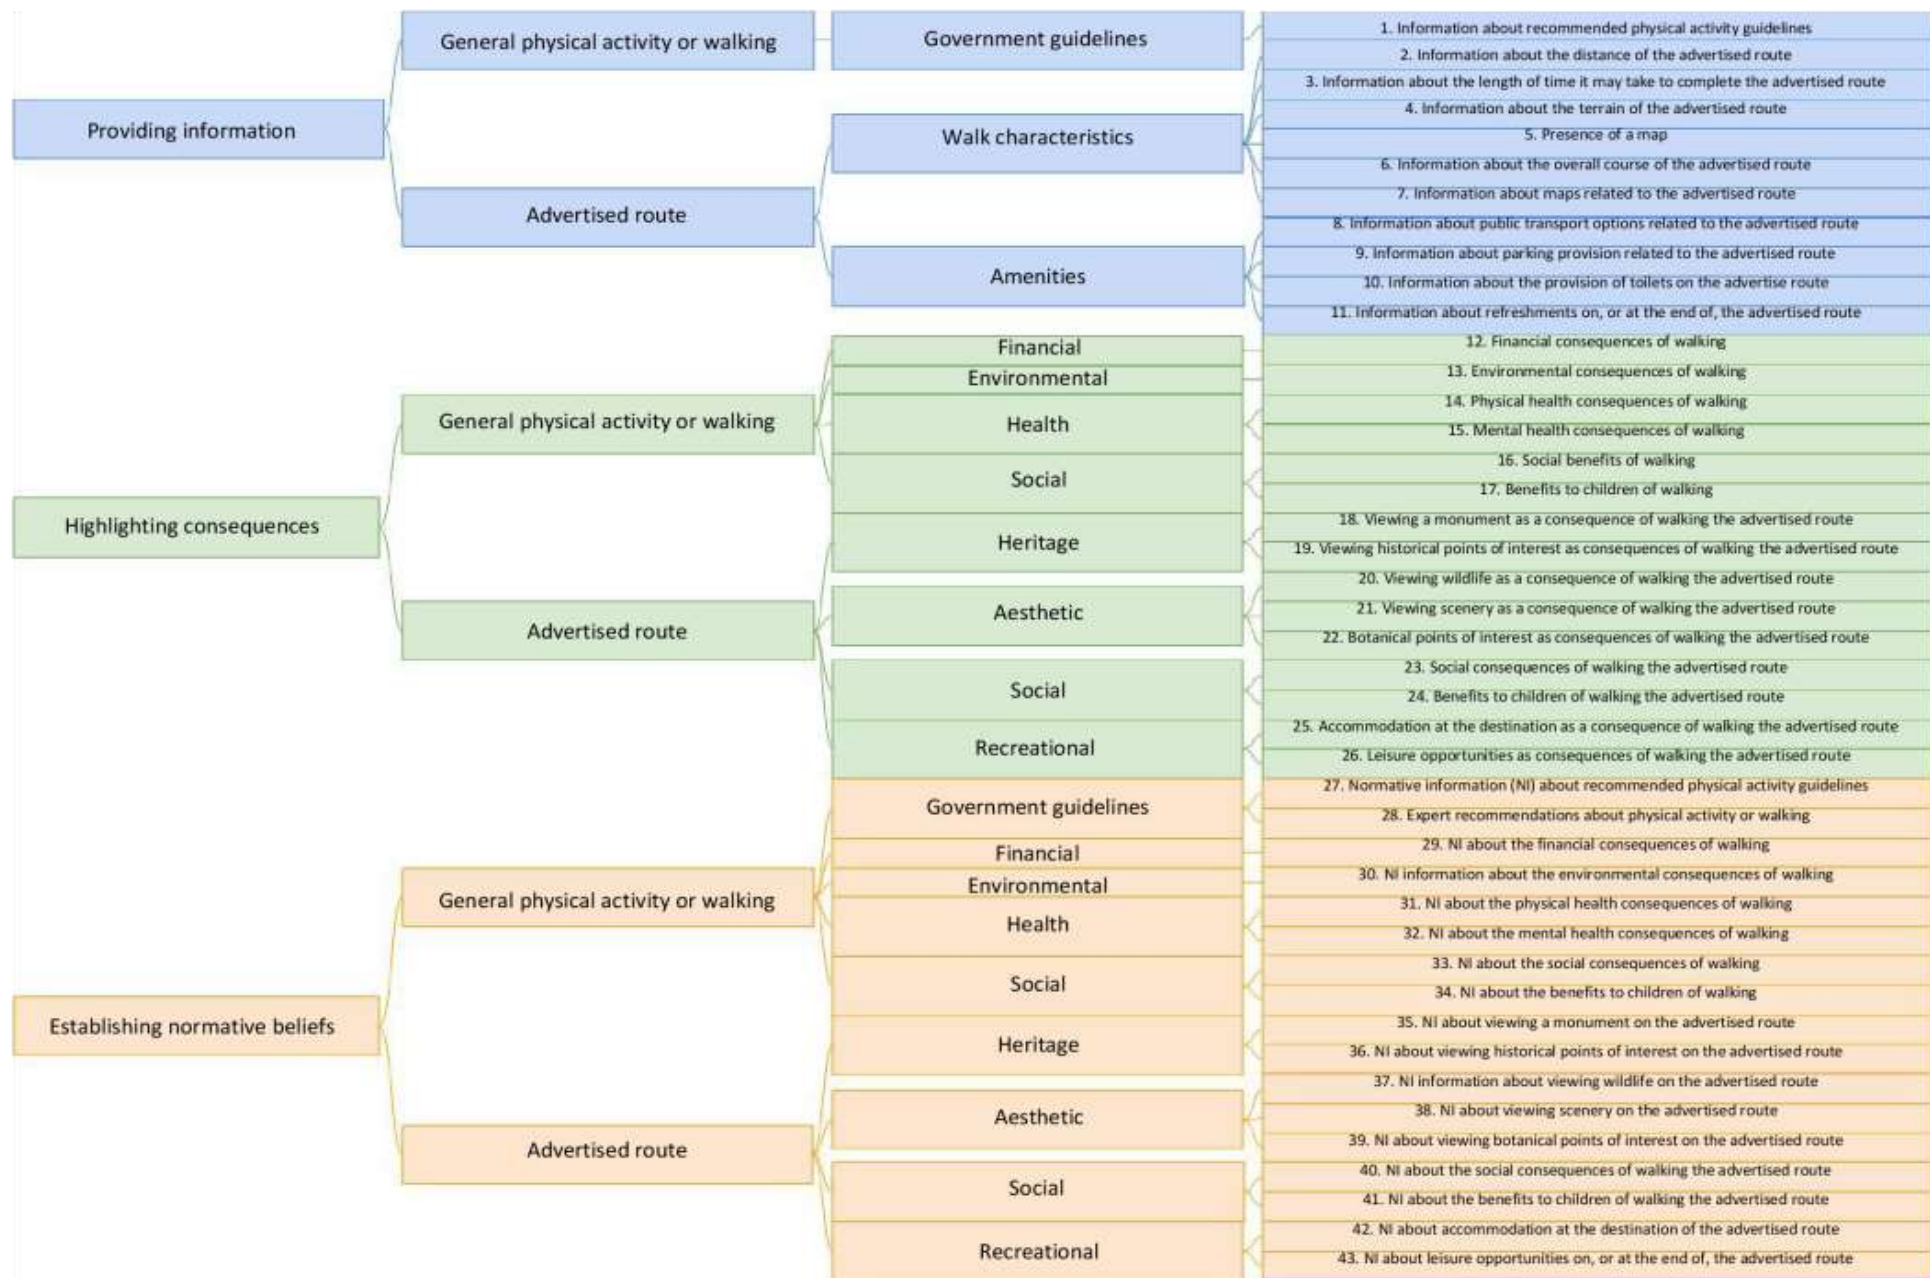 Providing information
General physical activity or walking
Government guidelines
1. Information about recommended physical activity guidelines
Advertised route
Walk characteristics
2. Information about the distance of the advertised route
3. Information about the length of time it may take to complete the advertised route
4. Information about the terrain of the advertised route
5. Presence of a map
6. Information about the overall course of the advertised route
7. Information about maps related to the advertised route
Amenities
8. Information about public transport options related to the advertised route
9. Information about parking provision related to the advertised route
10. Information about the provision of toilets on the advertise route
11. Information about refreshments on, or at the end of, the advertised route
Highlighting consequences
General physical activity or walking
Financial
12. Financial consequences of walking
Environmental
13. Environmental consequences of walking
Health
14. Physical health consequences of walking
15. Mental health consequences of walking
Social
16. Social benefits of walking
17. Benefits to children of walking
Advertised route
Heritage
18. Viewing a monument as a consequence of walking the advertised route
19. Viewing historical points of interest as consequences of walking the advertised route
Aesthetic
20. Viewing wildlife as a consequence of walking the advertised route
21. Viewing scenery as a consequence of walking the advertised route
22. Botanical points of interest as consequences of walking the advertised route
Social
23. Social consequences of walking the advertised route
24. Benefits to children of walking the advertised route
Recreational
25. Accommodation at the destination as a consequence of walking the advertised route
26. Leisure opportunities as consequences of walking the advertised route
Establishing normative beliefs
General physical activity or walking
Government guidelines
27. Normative information (NI) about recommended physical activity guidelines
28. Expert recommendations about physical activity or walking
Financial
29. NI about the financial consequences of walking
Environmental
30. NI information about the environmental consequences of walking
Health
31. NI about the physical health consequences of walking
32. NI about the mental health consequences of walking
Social
33. NI about the social consequences of walking
34. NI about the benefits to children of walking
Advertised route
Heritage
35. NI about viewing a monument on the advertised route
36. NI about viewing historical points of interest on the advertised route
Aesthetic
37. NI information about viewing wildlife on the advertised route
38. NI about viewing scenery on the advertised route
39. NI about viewing botanical points of interest on the advertised route
Social
40. NI about the social consequences of walking the advertised route
41. NI about the benefits to children of walking the advertised route
Recreational
42. NI about accommodation at the destination of the advertised route
43. NI about leisure opportunities on, or at the end of, the advertised route